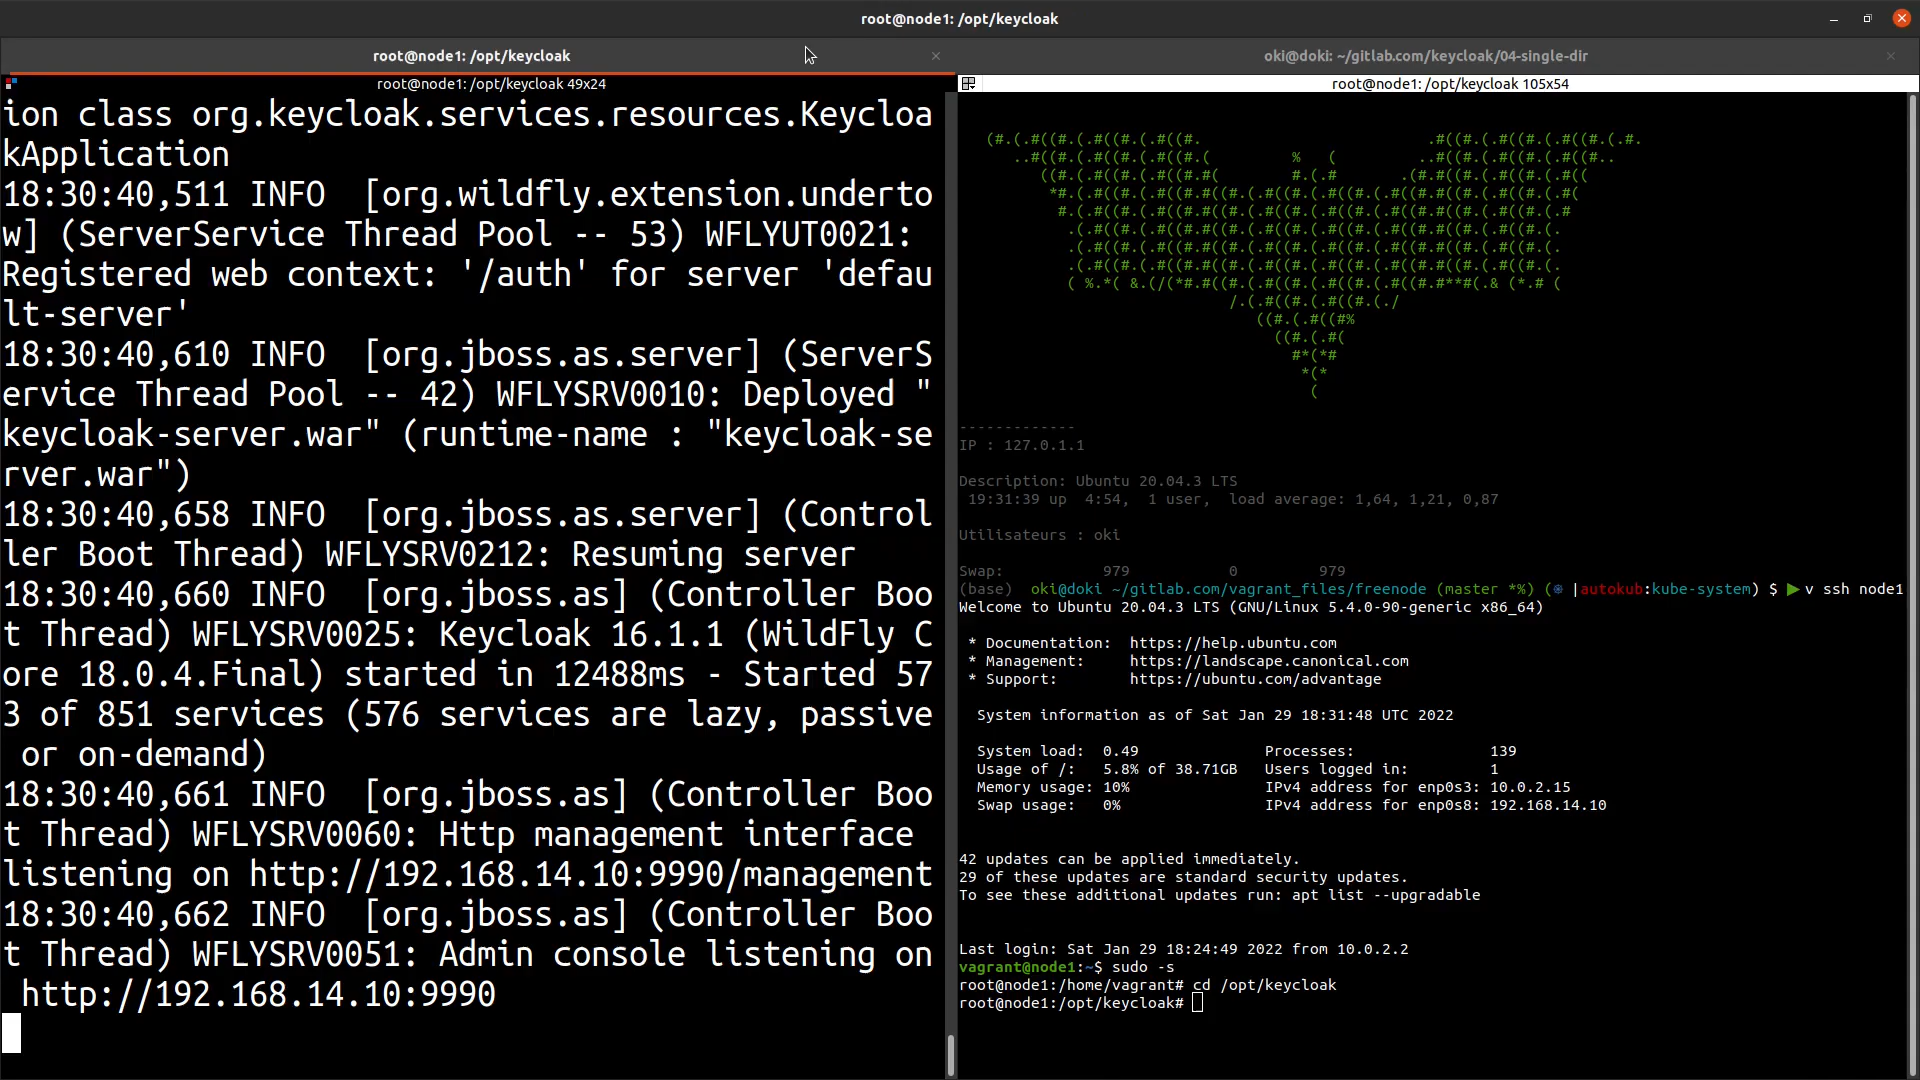 root@node1: /opt/keycloak
root@node1: /opt/keycloak
oki@doki: ~/gitlab.com/keycloak/04-single-dir
root@node1: /opt/keycloak 49x24
ion class org.keycloak.services.resources.Keycloa
kApplication
18:30:40,511 INFO  [org.wildfly.extension.underto
w] (ServerService Thread Pool -- 53) WFLYUT0021:
Registered web context: '/auth' for server 'defau
lt-server'
18:30:40,610 INFO  [org.jboss.as.server] (ServerS
ervice Thread Pool -- 42) WFLYSRV0010: Deployed "
keycloak-server.war" (runtime-name : "keycloak-se
rver.war")
18:30:40,658 INFO  [org.jboss.as.server] (Control
ler Boot Thread) WFLYSRV0212: Resuming server
18:30:40,660 INFO  [org.jboss.as] (Controller Boo
t Thread) WFLYSRV0025: Keycloak 16.1.1 (WildFly C
ore 18.0.4.Final) started in 12488ms - Started 57
3 of 851 services (576 services are lazy, passive
 or on-demand)
18:30:40,661 INFO  [org.jboss.as] (Controller Boo
t Thread) WFLYSRV0060: Http management interface
listening on http://192.168.14.10:9990/management
18:30:40,662 INFO  [org.jboss.as] (Controller Boo
t Thread) WFLYSRV0051: Admin console listening on
 http://192.168.14.10:9990
root@node1: /opt/keycloak 105x54
-------------
IP : 127.0.1.1
Description: Ubuntu 20.04.3 LTS
 19:31:39 up  4:54,  1 user,  load average: 1,64, 1,21, 0,87
Utilisateurs : oki
Swap:           979           0         979
(base)  oki@doki ~/gitlab.com/vagrant_files/freenode (master *%) (⎈ |autokub:kube-system) $ ▶ v ssh node1
Welcome to Ubuntu 20.04.3 LTS (GNU/Linux 5.4.0-90-generic x86_64)
 * Documentation:  https://help.ubuntu.com
 * Management:     https://landscape.canonical.com
 * Support:        https://ubuntu.com/advantage
  System information as of Sat Jan 29 18:31:48 UTC 2022
  System load:  0.49              Processes:               139
  Usage of /:   5.8% of 38.71GB   Users logged in:         1
  Memory usage: 10%               IPv4 address for enp0s3: 10.0.2.15
  Swap usage:   0%                IPv4 address for enp0s8: 192.168.14.10
42 updates can be applied immediately.
29 of these updates are standard security updates.
To see these additional updates run: apt list --upgradable
Last login: Sat Jan 29 18:24:49 2022 from 10.0.2.2
vagrant@node1:~$ sudo -s
root@node1:/home/vagrant# cd /opt/keycloak
root@node1:/opt/keycloak#